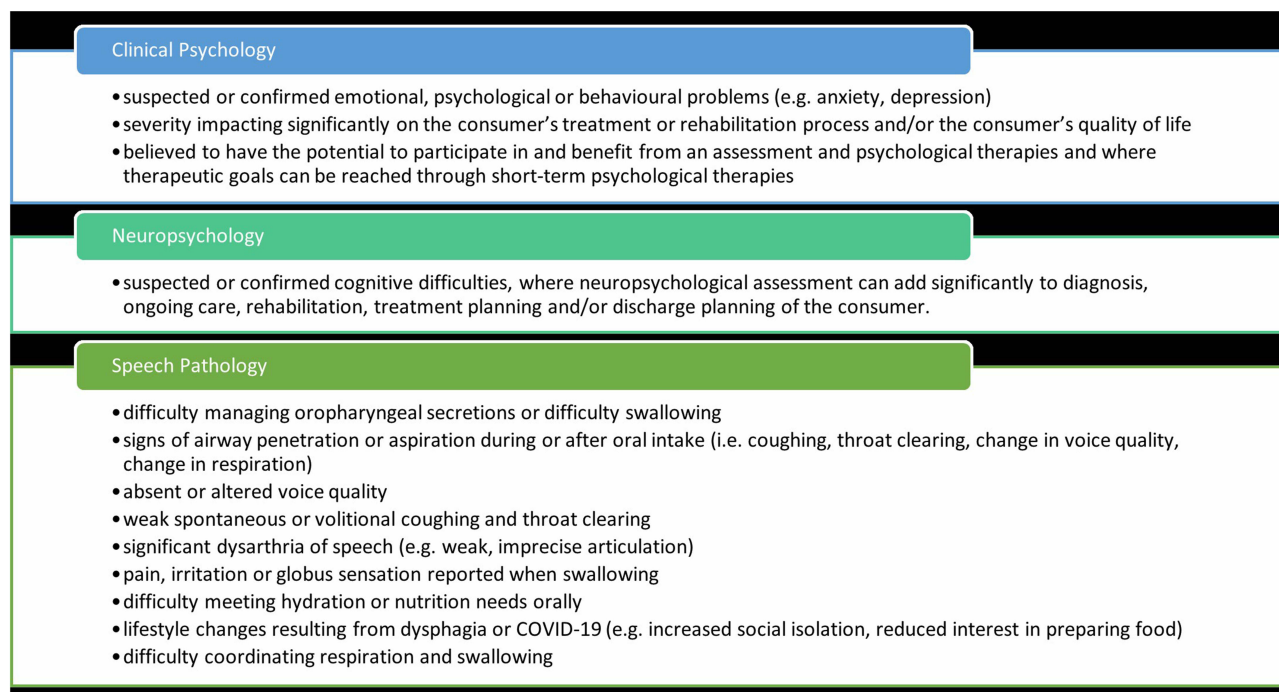 Clinical Psychology
•suspected or confirmed emotional, psychological or behavioural problems (e.g. anxiety, depression)
•severity impacting significantly on the consumer’s treatment or rehabilitation process and/or the consumer’s quality of life
•believed to have the potential to participate in and benefit from an assessment and psychological therapies and where
therapeutic goals can be reached through short-term psychological therapies
Neuropsychology
•suspected or confirmed cognitive difficulties, where neuropsychological assessment can add significantly to diagnosis,
ongoing care, rehabilitation, treatment planning and/or discharge planning of the consumer.
Speech Pathology
•difficulty managing oropharyngeal secretions or difficulty swallowing
•signs of airway penetration or aspiration during or after oral intake (i.e. coughing, throat clearing, change in voice quality,
change in respiration)
•absent or altered voice quality
•weak spontaneous or volitional coughing and throat clearing
•significant dysarthria of speech (e.g. weak, imprecise articulation)
•pain, irritation or globus sensation reported when swallowing
•difficulty meeting hydration or nutrition needs orally
•lifestyle changes resulting from dysphagia or COVID-19 (e.g. increased social isolation, reduced interest in preparing food)
•difficulty coordinating respiration and swallowing